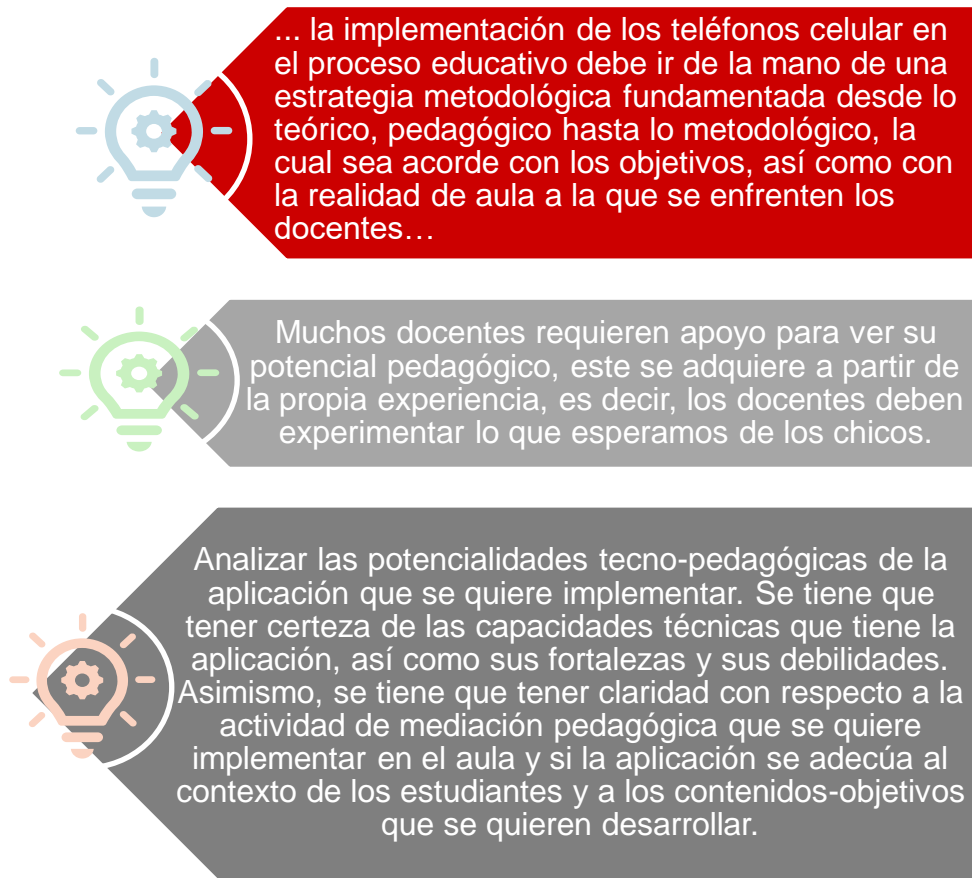 ... la implementación de los teléfonos celular en
el proceso educativo debe ir de la mano de una
estrategia metodológica fundamentada desde lo
teórico, pedagógico hasta lo metodológico, la
cual sea acorde con los objetivos, así como con
la realidad de aula a la que se enfrenten los
docentes…
Muchos docentes requieren apoyo para ver su
potencial pedagógico, este se adquiere a partir de
la propia experiencia, es decir, los docentes deben
experimentar lo que esperamos de los chicos.
Analizar las potencialidades tecno-pedagógicas de la
aplicación que se quiere implementar. Se tiene que
tener certeza de las capacidades técnicas que tiene la
aplicación, así como sus fortalezas y sus debilidades.
Asimismo, se tiene que tener claridad con respecto a la
actividad de mediación pedagógica que se quiere
implementar en el aula y si la aplicación se adecúa al
contexto de los estudiantes y a los contenidos-objetivos
que se quieren desarrollar.